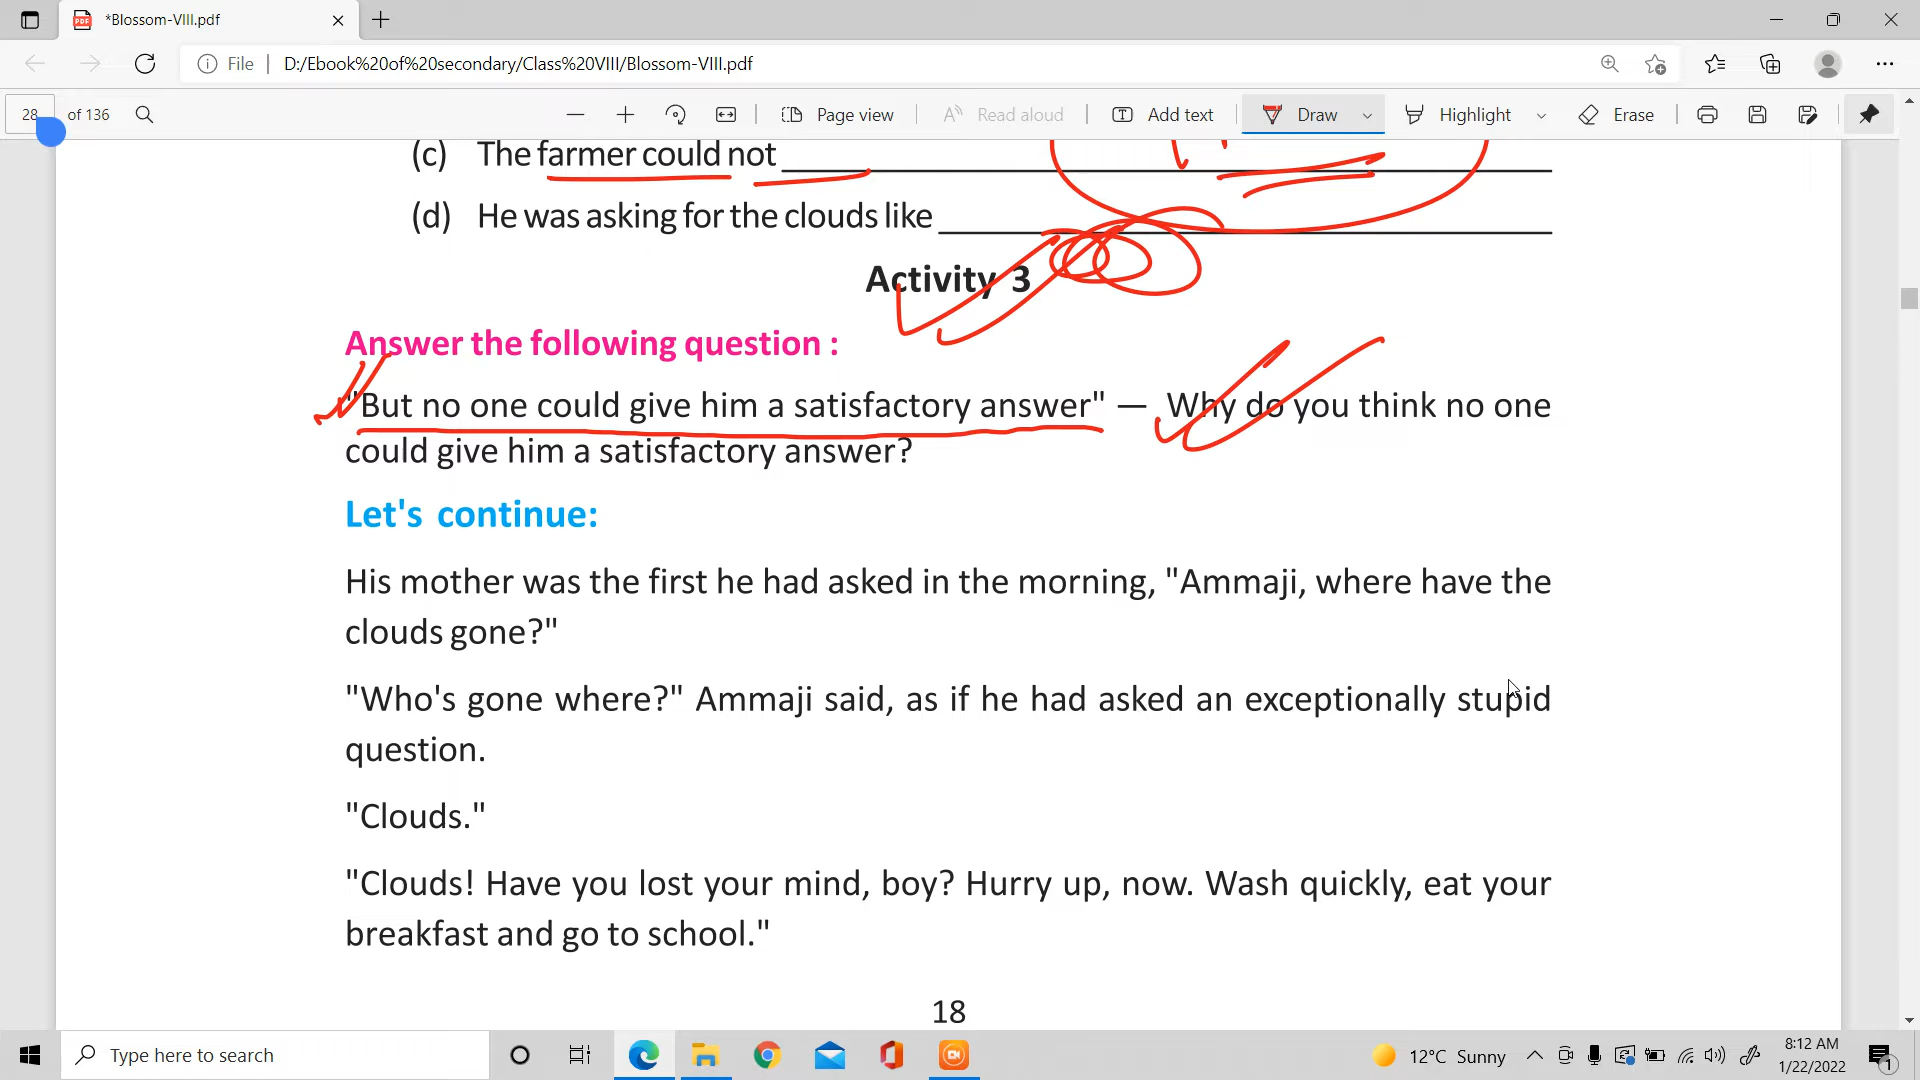 *Blossom-VIII.pdf
File
D:/Ebook%20of%20secondary/Class%20VIII/Blossom-VIII.pdf
28 of 136
Page view
Read aloud
Add text
Draw
Highlight
Erase
(c) The farmer could not
(d) He was asking for the clouds like
Activity 3
Answer the following question :
"But no one could give him a satisfactory answer" — Why do you think no one
could give him a satisfactory answer?
Let's continue:
His mother was the first he had asked in the morning, "Ammaji, where have the
clouds gone?"
"Who's gone where?" Ammaji said, as if he had asked an exceptionally stupid
question.
"Clouds."
"Clouds! Have you lost your mind, boy? Hurry up, now. Wash quickly, eat your
breakfast and go to school."
18
Type here to search
12°C Sunny
8:12 AM
1/22/2022
1